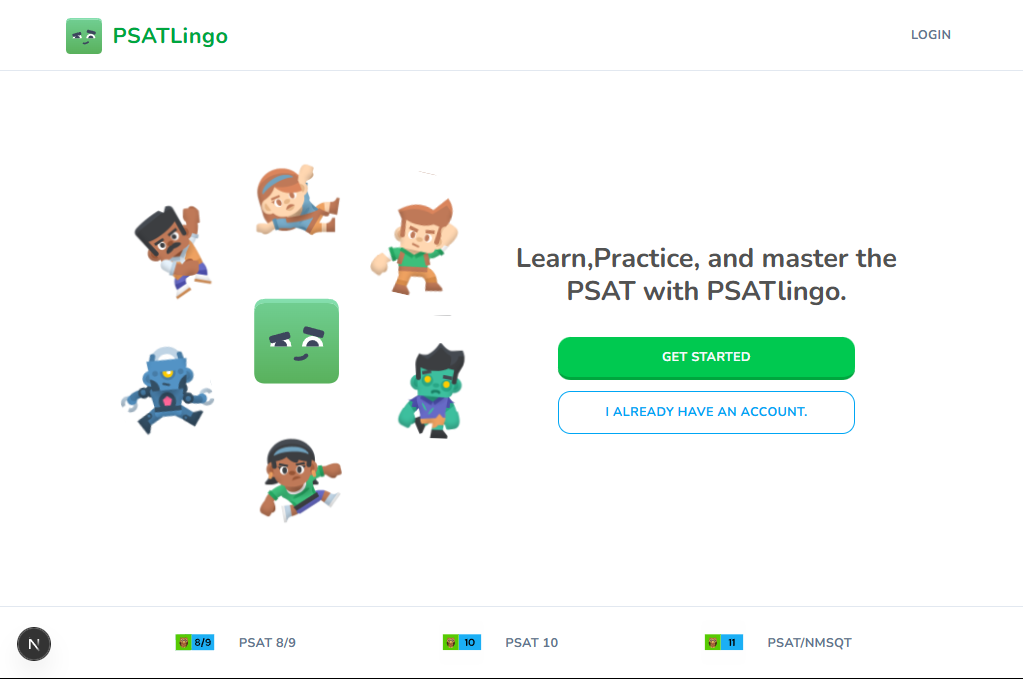 PSATLingo
LOGIN
Learn,Practice, and master the
PSAT with PSATlingo.
GET STARTED
I ALREADY HAVE AN ACCOUNT.
N
8/9 PSAT 8/9
10 PSAT 10
11 PSAT/NMSQT